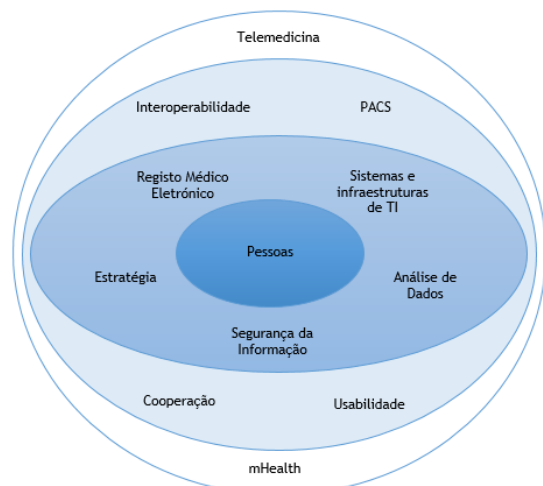 Telemedicina
Interoperabilidade
PACS
Registo Médico
Eletrónico
Sistemas e
infraestruturas
de TI
Pessoas
Estratégia
Análise de
Dados
Segurança da
Informação
Cooperação
Usabilidade
mHealth